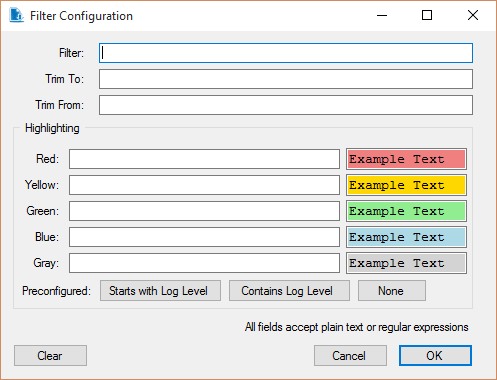 Filter Configuration
Filter:
Trim To:
Trim From:
Highlighting
Red: Example Text
Yellow: Example Text
Green: Example Text
Blue: Example Text
Gray: Example Text
Preconfigured: Starts with Log Level Contains Log Level None
All fields accept plain text or regular expressions
Clear Cancel OK